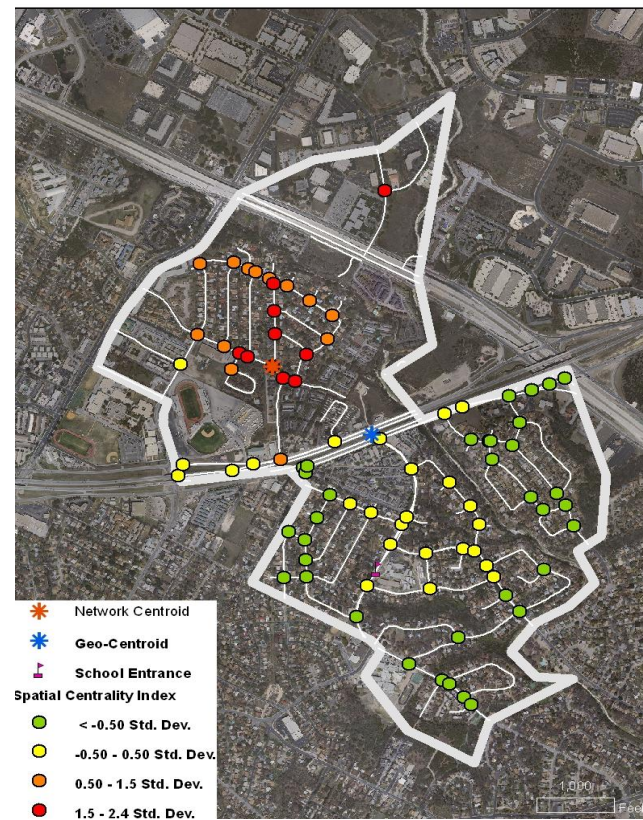 Network Centroid
Geo-Centroid
School Entrance
Spatial Centrality Index
< -0.50 Std. Dev.
-0.50 - 0.50 Std. Dev.
0.50 - 1.5 Std. Dev.
1.5 - 2.4 Std. Dev.
1,000
Feet